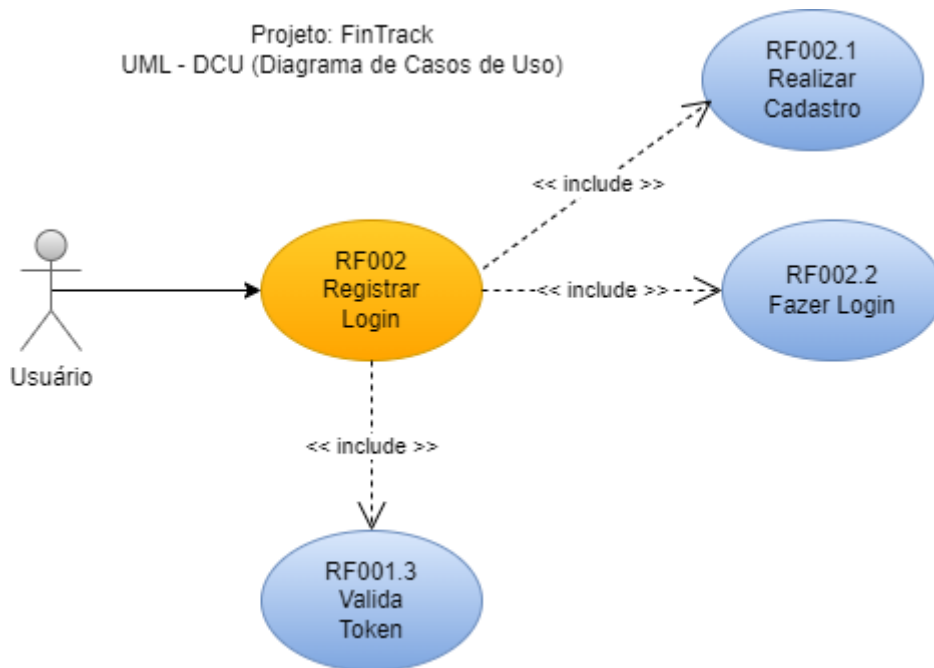 Projeto: FinTrack
UML - DCU (Diagrama de Casos de Uso)
RF002.1
Realizar
Cadastro
<< include >>
RF002
Registrar
Login
<< include >>
RF002.2
Fazer Login
Usuário
<< include >>
RF001.3
Valida
Token